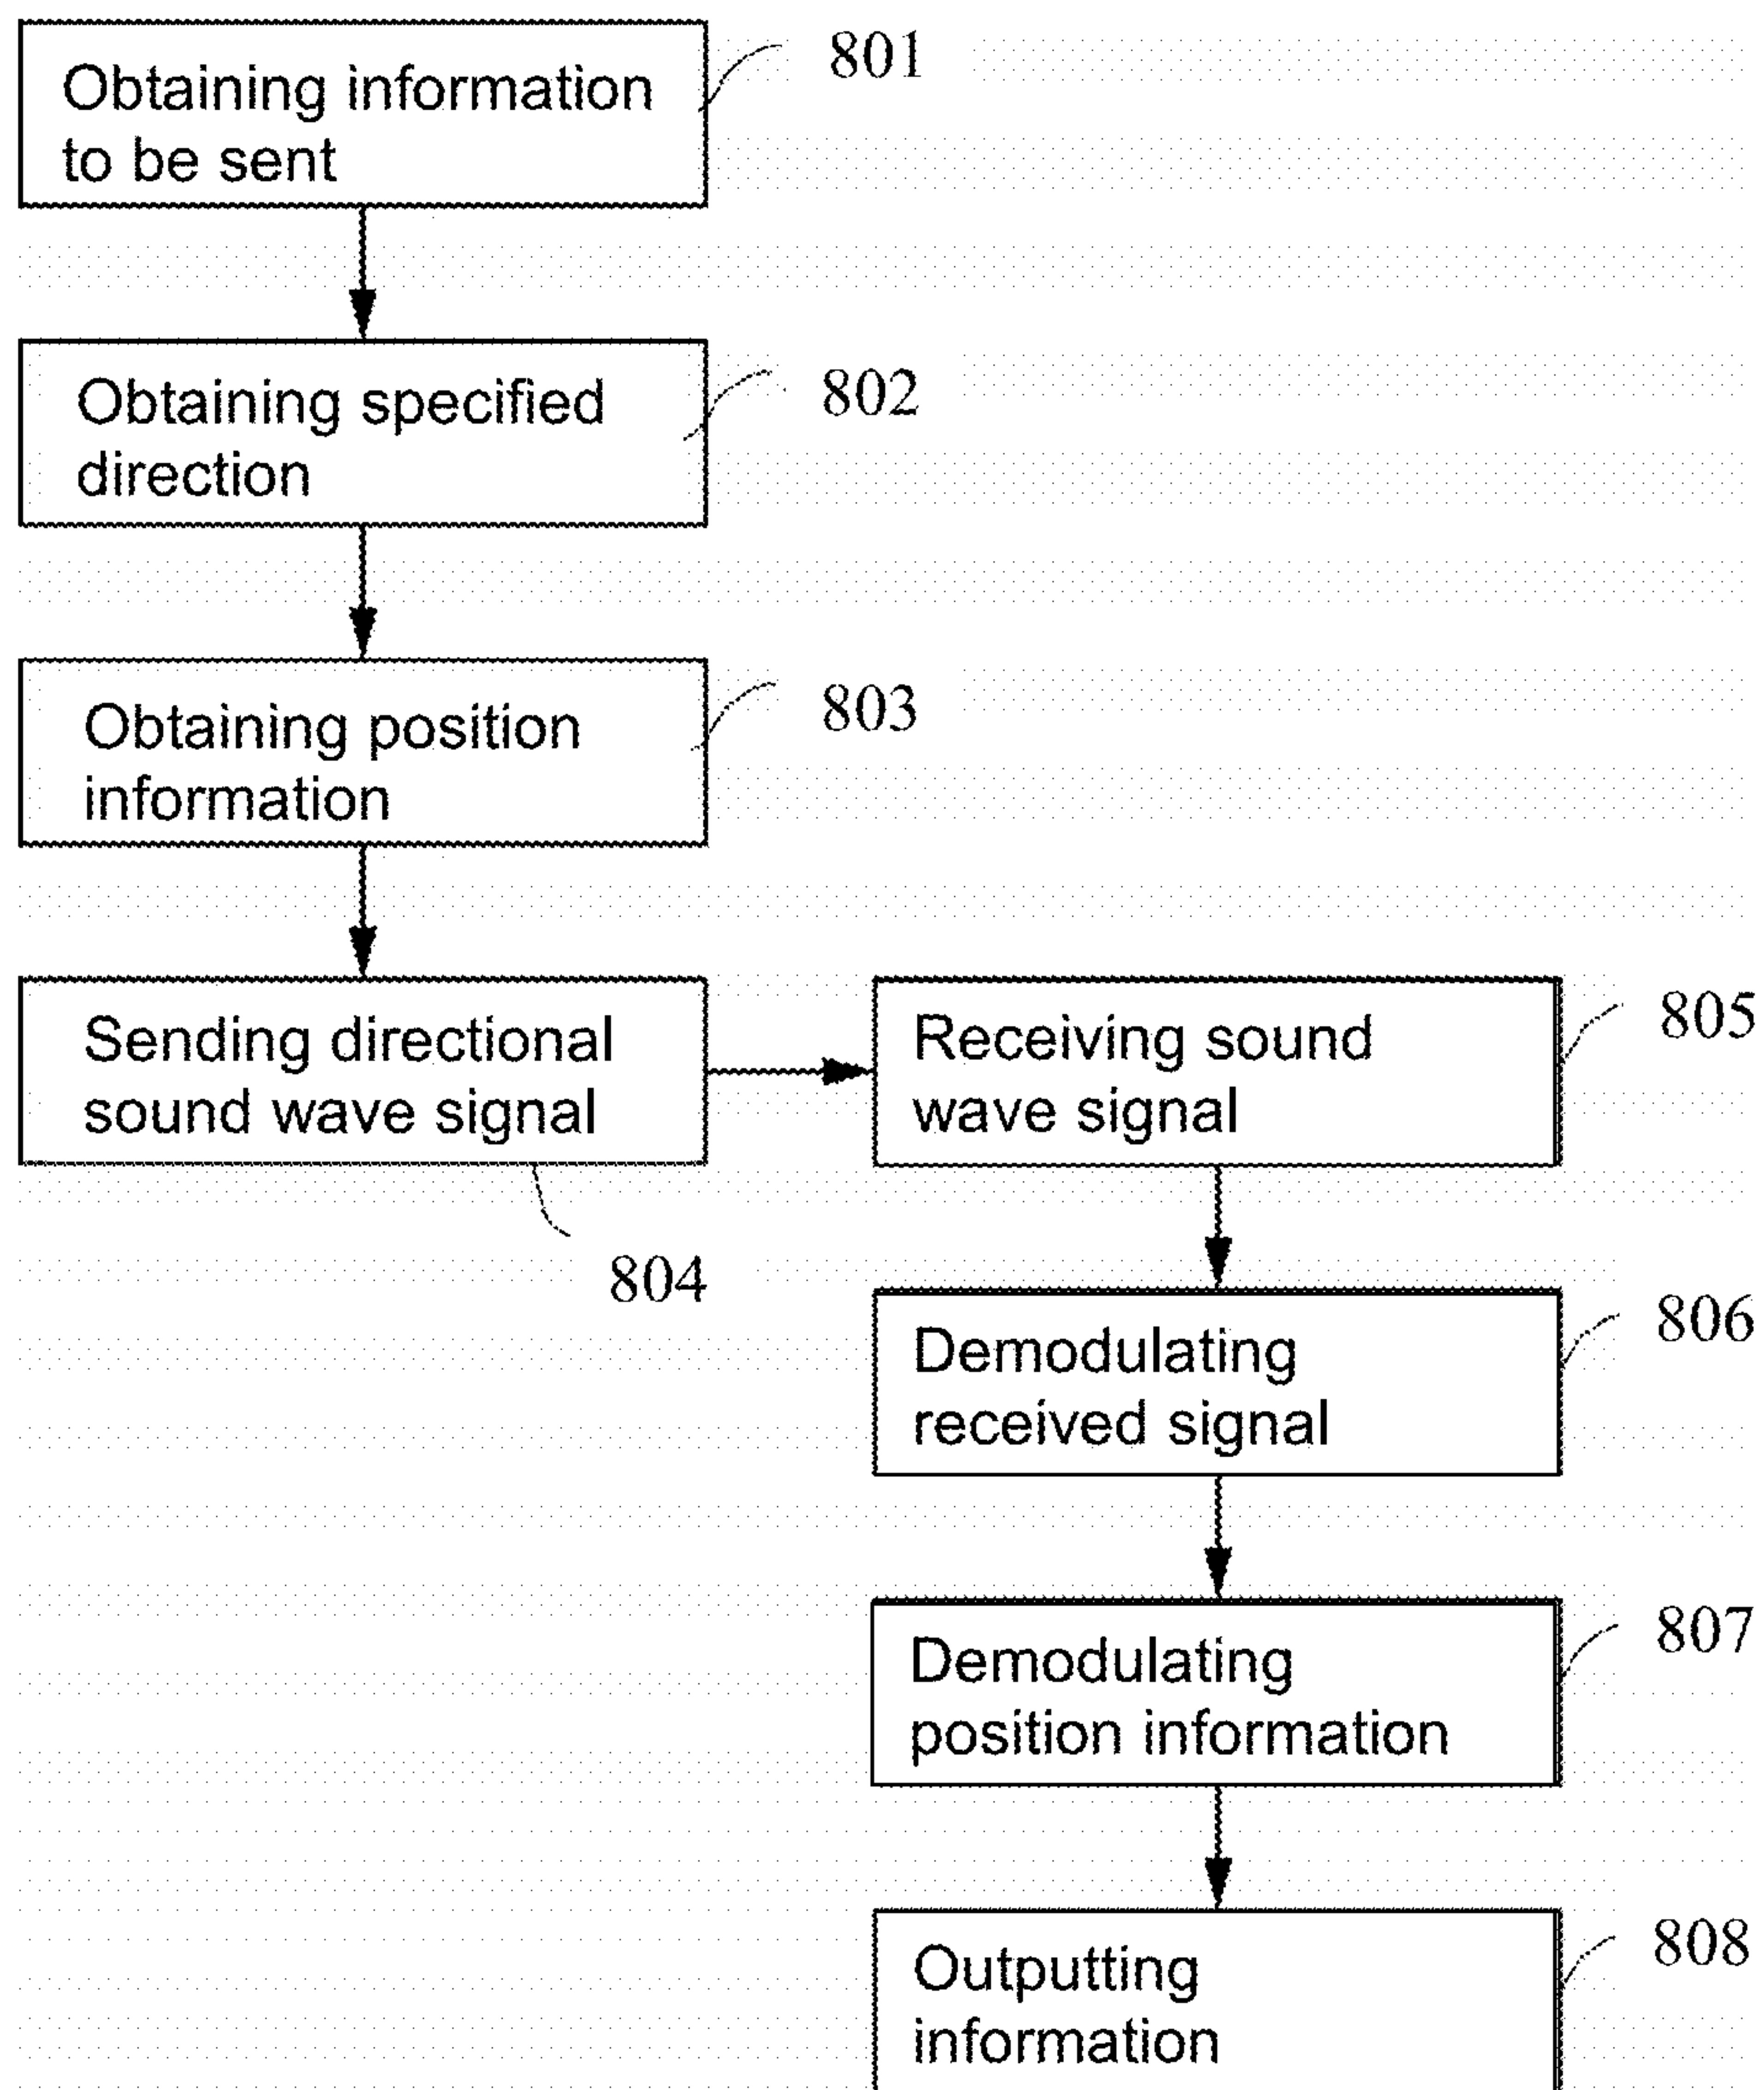 Obtaining information
to be sent
801
Obtaining specified
direction
802
Obtaining position
information
803
Sending directional
sound wave signal
804
Receiving sound
wave signal
805
Demodulating
received signal
806
Demodulating
position information
807
Outputting
information
808